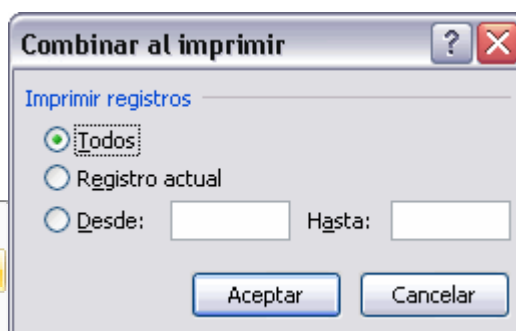 Combinar al imprimir
Imprimir registros
Todos
Registro actual
Desde: Hasta:
Aceptar Cancelar